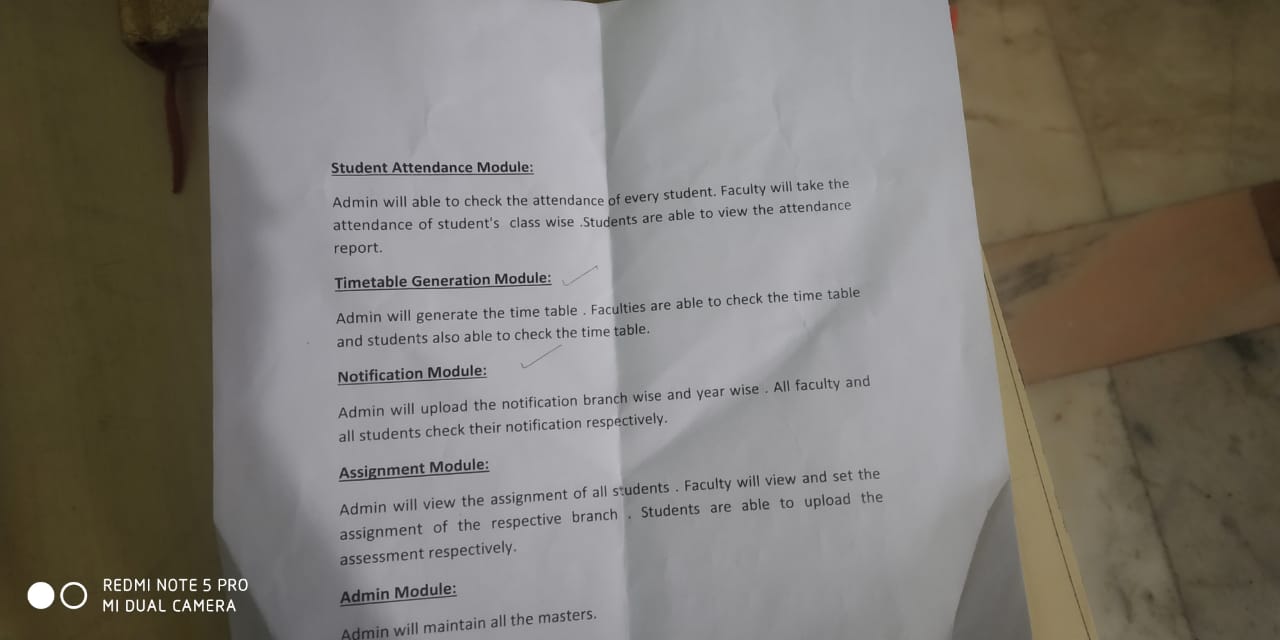 Student Attendance Module:
Admin will able to check the attendance of every student. Faculty will take the
attendance of student's class wise .Students are able to view the attendance
report.
Timetable Generation Module:
Admin will generate the time table . Faculties are able to check the time table
and students also able to check the time table.
Notification Module:
Admin will upload the notification branch wise and year wise . All faculty and
all students check their notification respectively.
Assignment Module:
Admin will view the assignment of all students . Faculty will view and set the
assignment of the respective branch . Students are able to upload the
assessment respectively.
Admin Module:
Admin will maintain all the masters.
REDMI NOTE 5 PRO
MI DUAL CAMERA